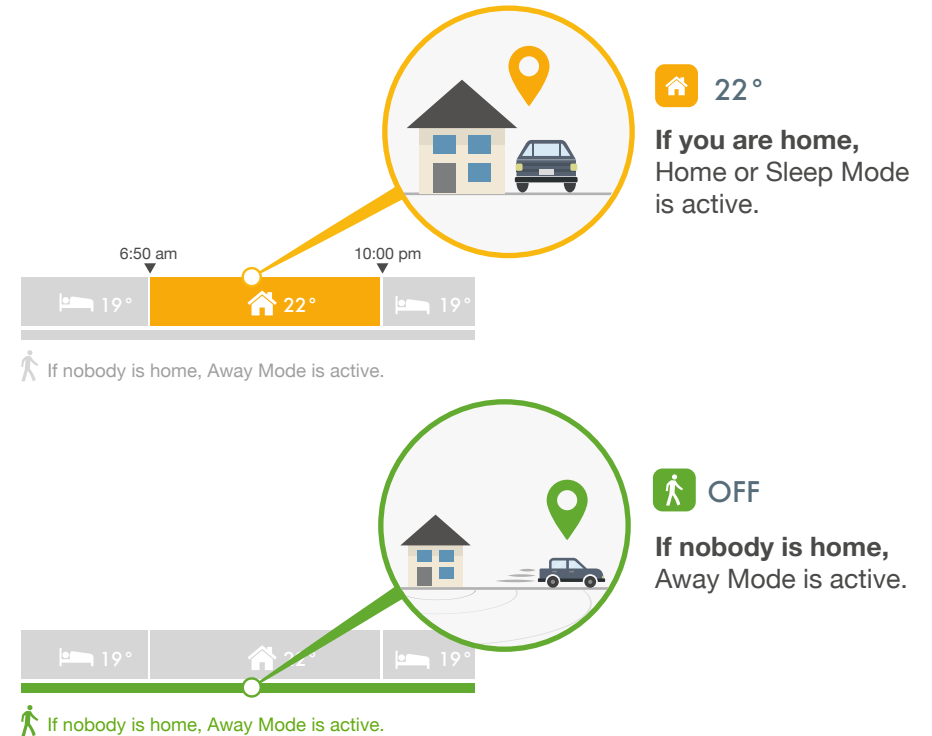 22°
If you are home,
Home or Sleep Mode
is active.
6:50 am 10:00 pm
19° 22° 19°
If nobody is home, Away Mode is active.
OFF
If nobody is home,
Away Mode is active.
19° 22° 19°
If nobody is home, Away Mode is active.